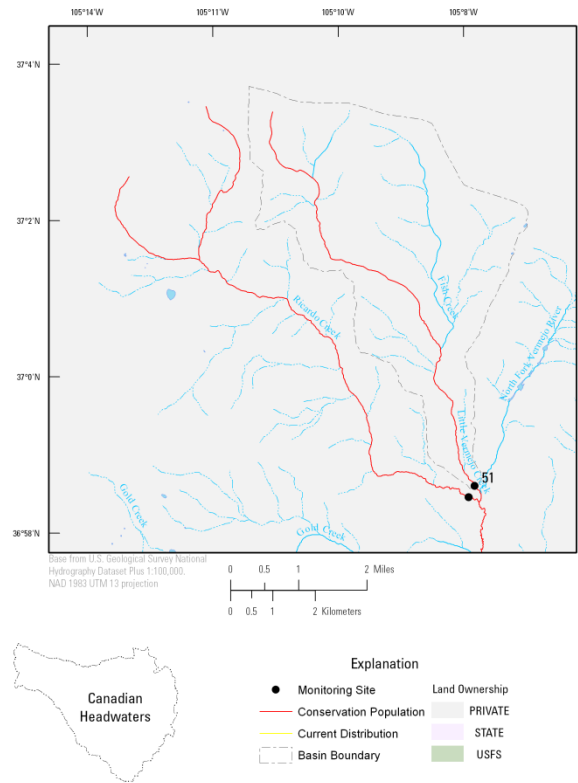 105°14'W
105°11'W
105°10'W
105°8'W
37°4'N
37°2'N
37°0'N
36°58'N
Fish Creek
Ricardo Creek
North Fork Vermejo River
Little Vermejo Creek
51
Gold Creek
Gold Creek
Base from U.S. Geological Survey National
Hydrography Dataset Plus 1:100,000.
NAD 1983 UTM 13 projection
0 0.5 1 2 Miles
0 0.5 1 2 Kilometers
Canadian
Headwaters
Explanation
Monitoring Site
Conservation Population
Current Distribution
Basin Boundary
Land Ownership
PRIVATE
STATE
USFS